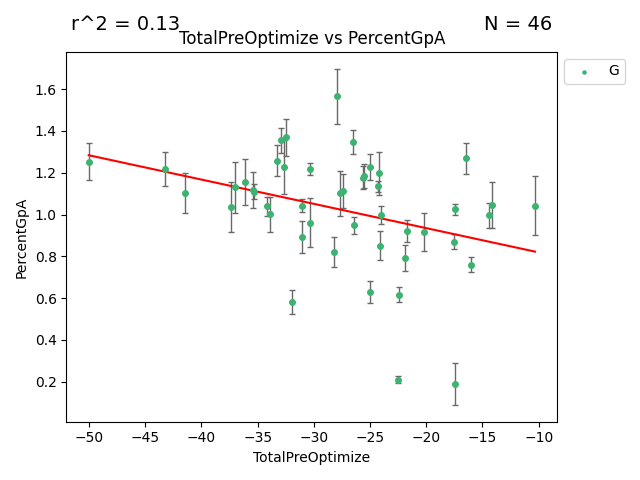 r^2 = 0.13
N = 46
TotalPreOptimize vs PercentGpA
G
1.6
1.4
1.2
1.0
0.8
0.6
0.4
0.2
PercentGpA
−50
−45
−40
−35
−30
−25
−20
−15
−10
TotalPreOptimize